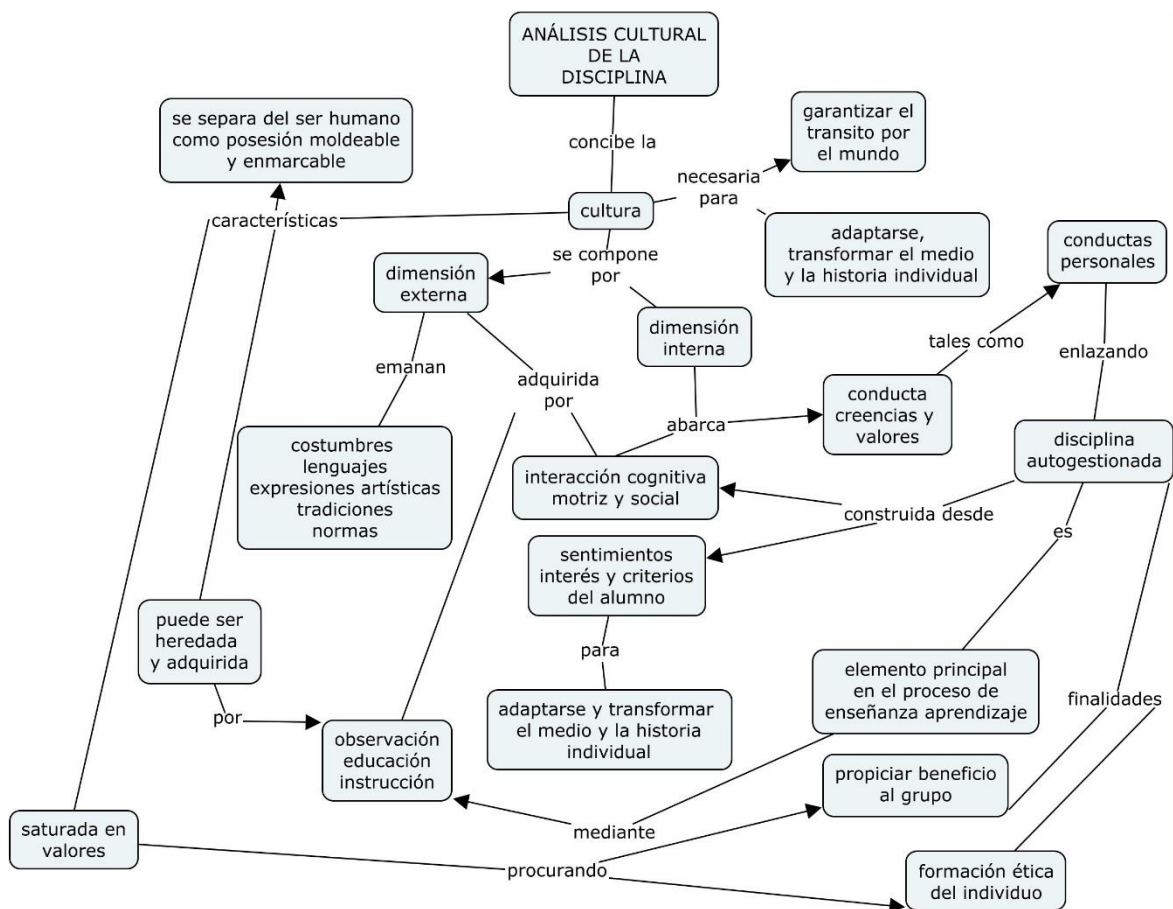 ANÁLISIS CULTURAL
DE LA
DISCIPLINA
concibe la
garantizar el
transito por
el mundo
se separa del ser humano
como posesión moldeable
y enmarcable
necesaria
para
cultura
características
adaptarse,
transformar el medio
y la historia individual
conductas
personales
se compone
por
dimensión
externa
dimensión
interna
tales como
enlazando
emanan
adquirida
por
abarca
conducta
creencias y
valores
costumbres
lenguajes
expresiones artísticas
tradiciones
normas
interacción cognitiva
motriz y social
disciplina
autogestionada
construida desde
es
sentimientos
interés y criterios
del alumno
puede ser
heredada
y adquirida
para
elemento principal
en el proceso de
enseñanza aprendizaje
finalidades
por
adaptarse y transformar
el medio y la historia
individual
observación
educación
instrucción
propiciar beneficio
al grupo
saturada en
valores
mediante
procurando
formación ética
del individuo